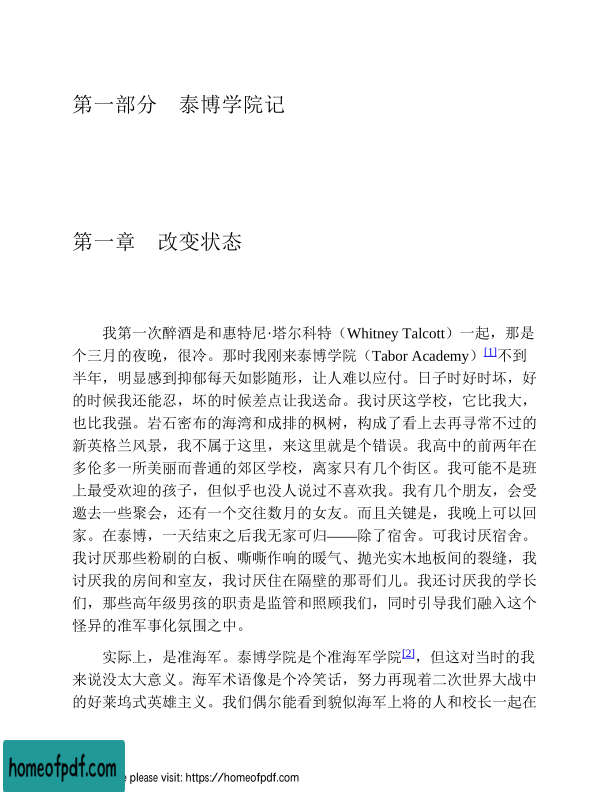 第一部分　泰博学院记
第一章　改变状态
我第一次醉酒是和惠特尼·塔尔科特（Whitney Talcott）一起，那是
个三月的夜晚，很冷。那时我刚来泰博学院（Tabor Academy）[1]不到
半年，明显感到抑郁每天如影随形，让人难以应付。日子时好时坏，好
的时候我还能忍，坏的时候差点让我送命。我讨厌这学校，它比我大，
也比我强。岩石密布的海湾和成排的枫树，构成了看上去再寻常不过的
新英格兰风景，我不属于这里，来这里就是个错误。我高中的前两年在
多伦多一所美丽而普通的郊区学校，离家只有几个街区。我可能不是班
上最受欢迎的孩子，但似乎也没人说过不喜欢我。我有几个朋友，会受
邀去一些聚会，还有一个交往数月的女友。而且关键是，我晚上可以回
家。在泰博，一天结束之后我无家可归——除了宿舍。可我讨厌宿舍。
我讨厌那些粉刷的白板、嘶嘶作响的暖气、抛光实木地板间的裂缝，我
讨厌我的房间和室友，我讨厌住在隔壁的那哥们儿。我还讨厌我的学长
们，那些高年级男孩的职责是监管和照顾我们，同时引导我们融入这个
怪异的准军事化氛围之中。
实际上，是准海军。泰博学院是个准海军学院[2]，但这对当时的我
来说没太大意义。海军术语像是个冷笑话，努力再现着二次世界大战中
的好莱坞式英雄主义。我们偶尔能看到貌似海军上将的人和校长一起在
homeofpdf.com
e please visit: https://homeofpdf.com